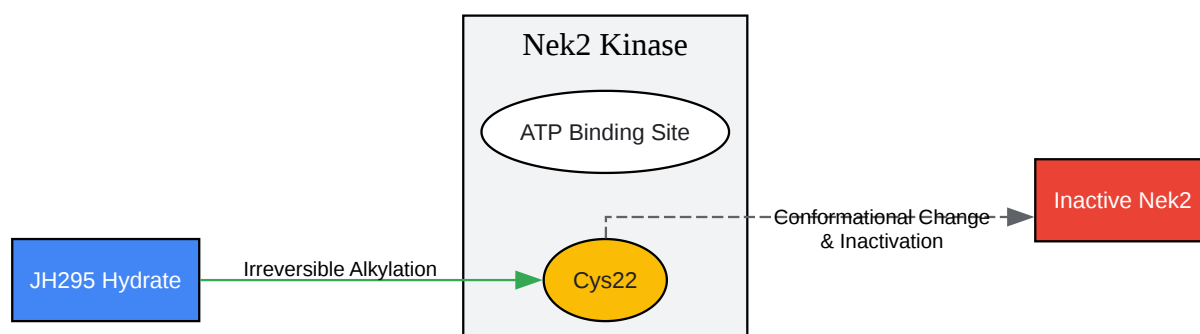 Nek2 Kinase
ATP Binding Site
Inactive Nek2
Conformational Change
& Inactivation
JH295 Hydrate
Irreversible Alkylation
Cys22